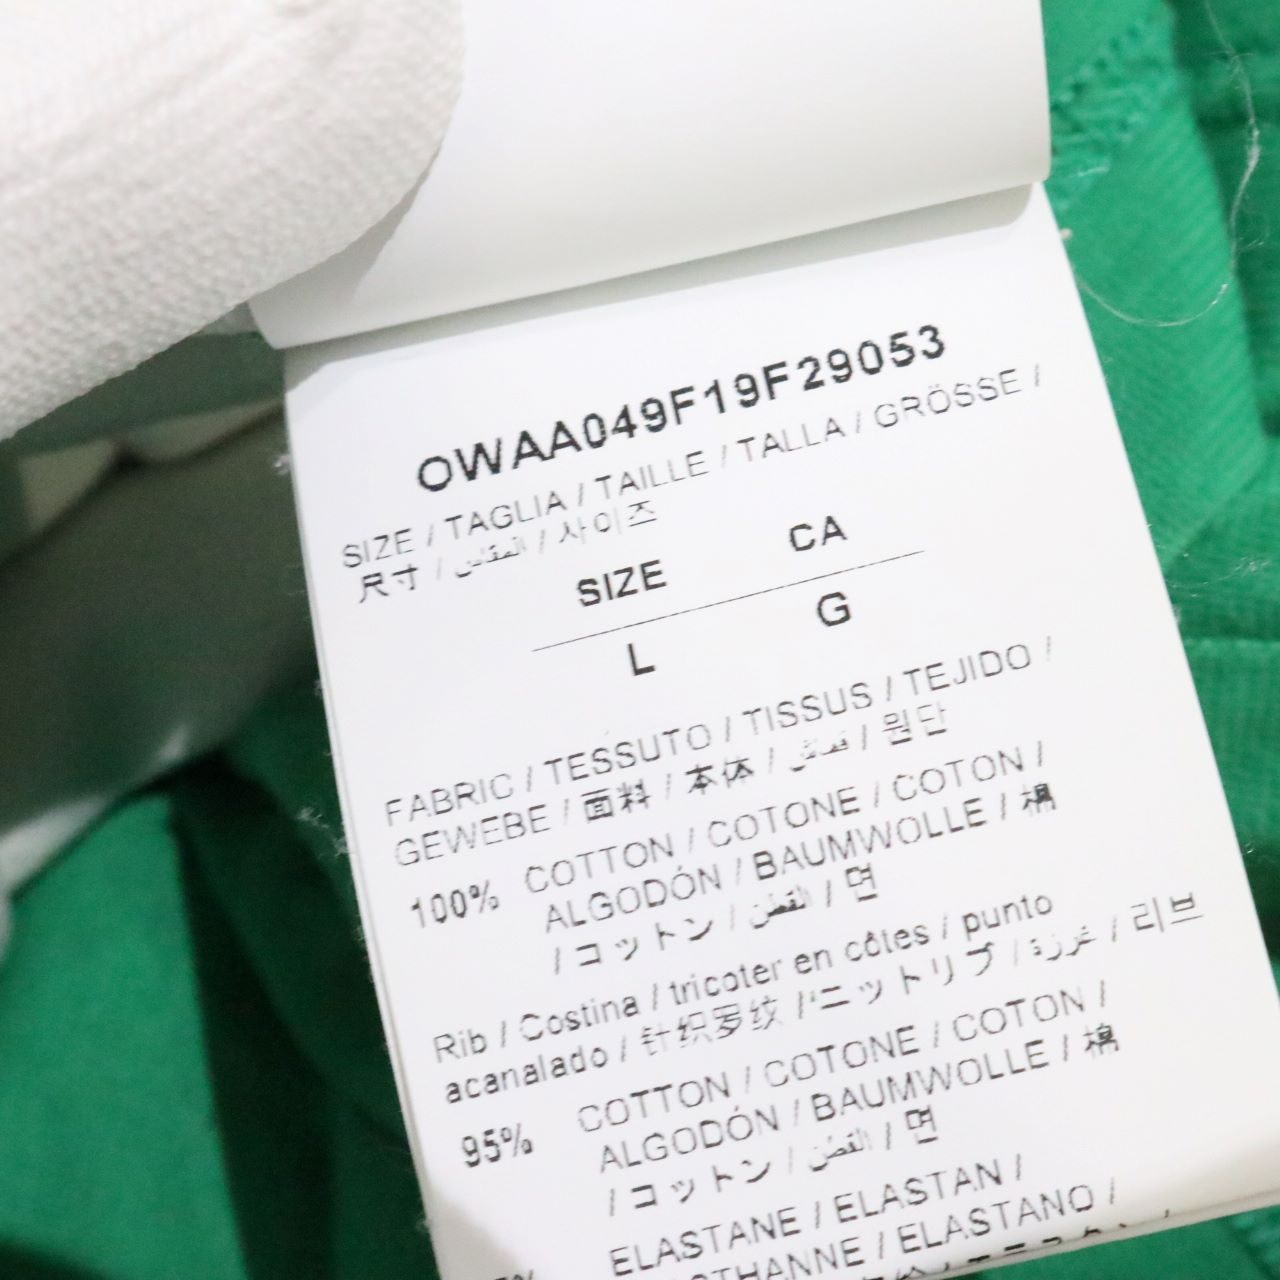 OWAA049F19F29053
SIZE / TAGLIA / TAILLE / TALLA / GRÖSSE /
尺寸 / المقاس / 사이즈
SIZE CA
L G
FABRIC / TESSUTO / TISSUS / TEJIDO /
GEWEBE / 面料 / 本体 / قماش / 원단
100% COTTON / COTONE / COTON /
ALGODÓN / BAUMWOLLE / 棉
/ コットン / القطن / 면
Rib / Costina / tricoter en côtes / punto
acanalado / 针织罗纹 / ニットリブ / غرزة / 리브
95% COTTON / COTONE / COTON /
ALGODÓN / BAUMWOLLE / 棉
/ コットン / القطن / 면
ELASTANE / ELASTAN /
/ ELASTANO /